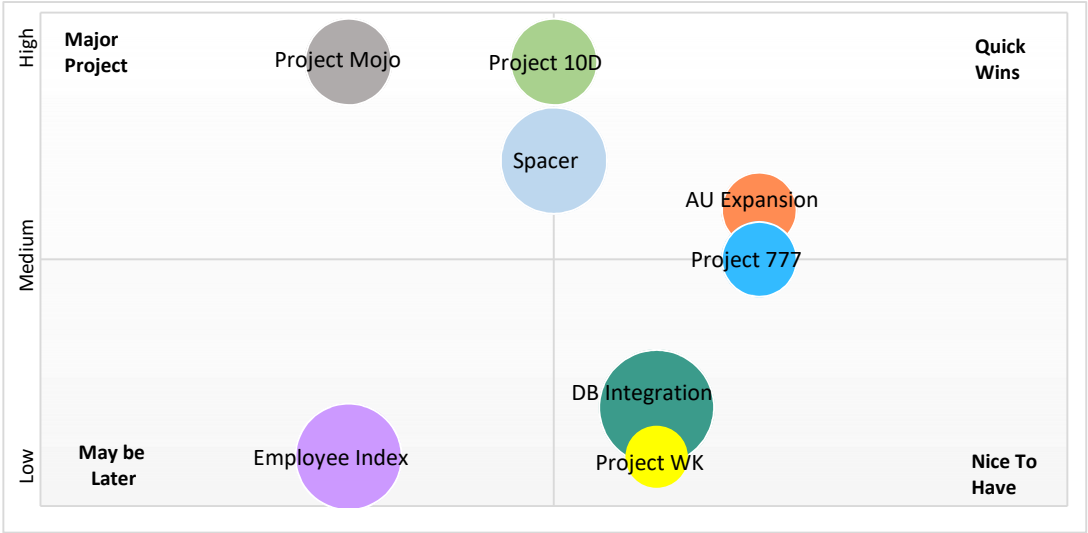 High
Major
Project
Project Mojo
Project 10D
Quick
Wins
Spacer
AU Expansion
Medium
Project 777
DB Integration
Low
May be
Later
Employee Index
Project WK
Nice To
Have